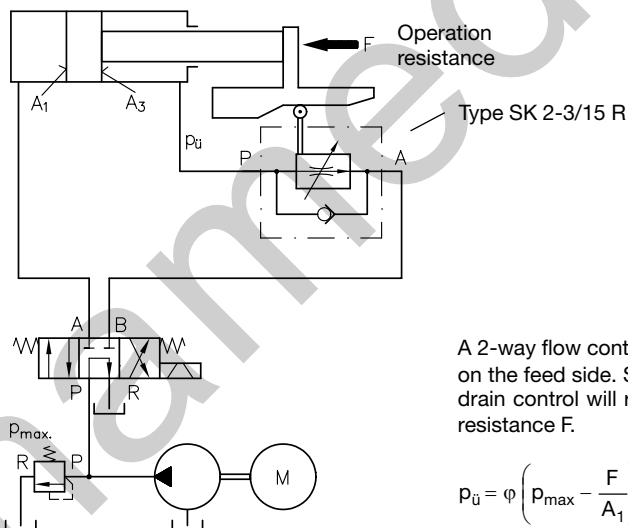 F
Operation
resistance
A1
A3
Type SK 2-3/15 R
pü
P
A
A B
P R
pmax.
R P
M
A 2-way flow cont
on the feed side. S
drain control will r
resistance F.
pü = φ ( pmax − F / A1